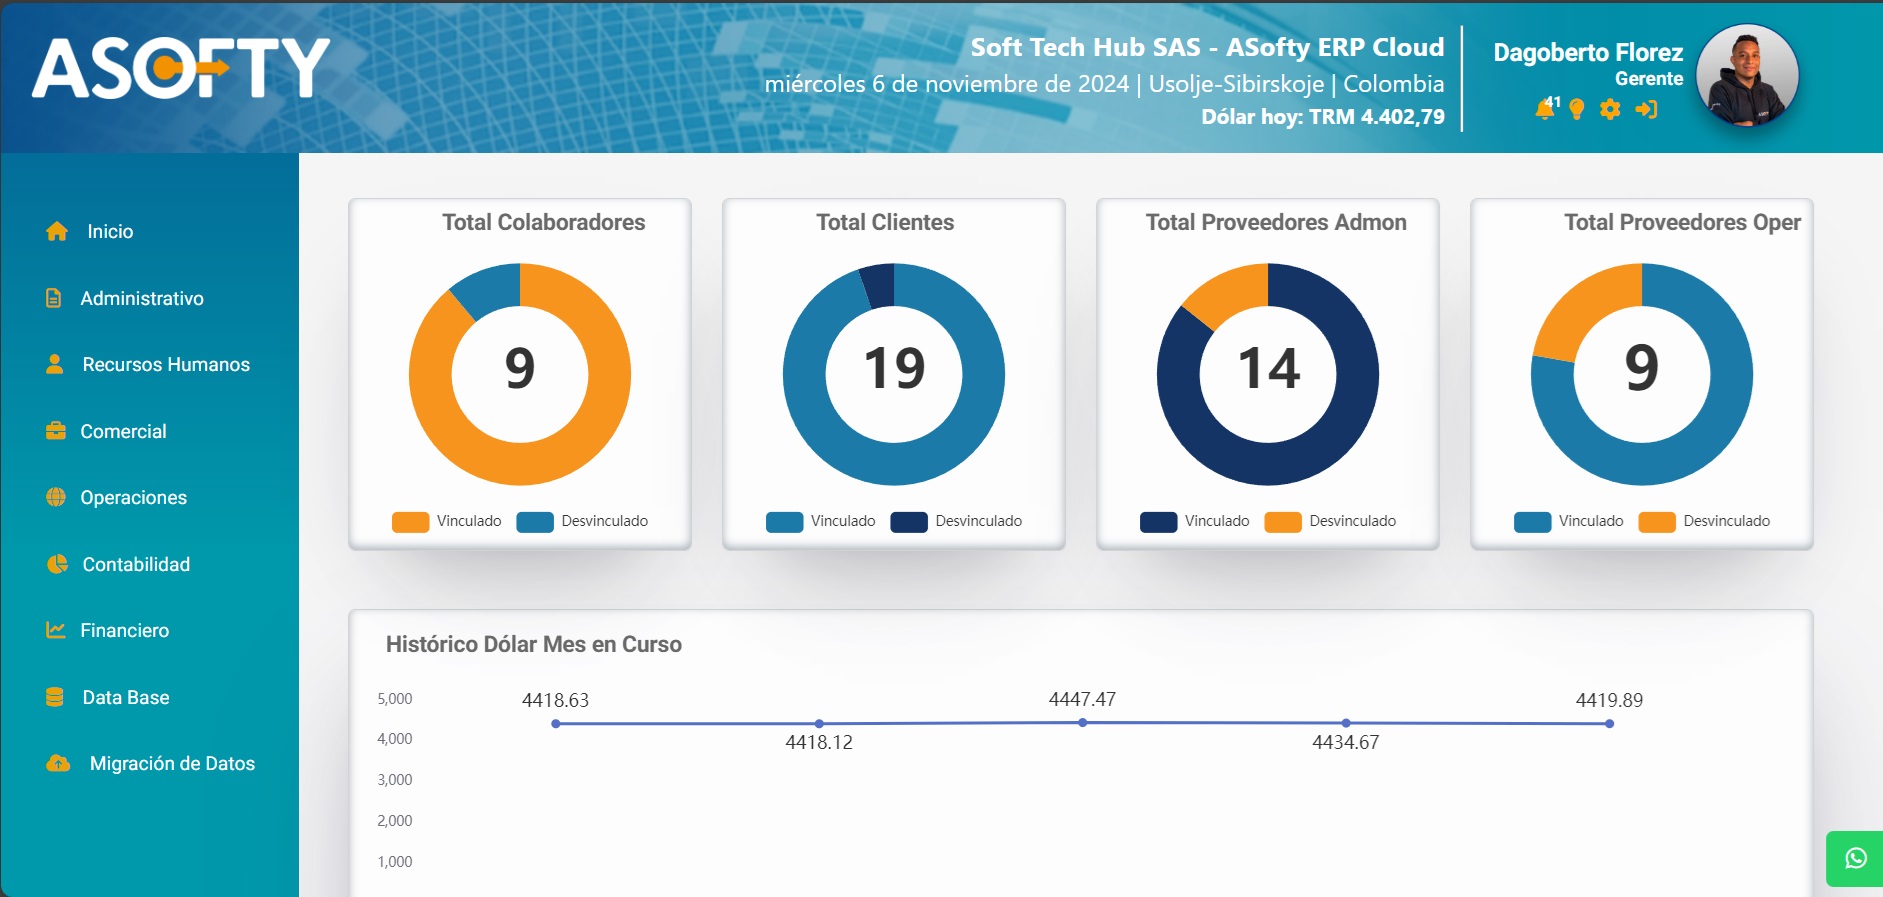 ASOFTY
Soft Tech Hub SAS - ASofty ERP Cloud
miércoles 6 de noviembre de 2024 | Usolje-Sibirskoje | Colombia
Dólar hoy: TRM 4.402,79
Dagoberto Florez
Gerente
41
Inicio
Administrativo
Recursos Humanos
Comercial
Operaciones
Contabilidad
Financiero
Data Base
Migración de Datos
Total Colaboradores
9
Vinculado Desvinculado
Total Clientes
19
Vinculado Desvinculado
Total Proveedores Admon
14
Vinculado Desvinculado
Total Proveedores Oper
9
Vinculado Desvinculado
Histórico Dólar Mes en Curso
5,000
4,000
3,000
2,000
1,000
4418.63
4418.12
4447.47
4434.67
4419.89